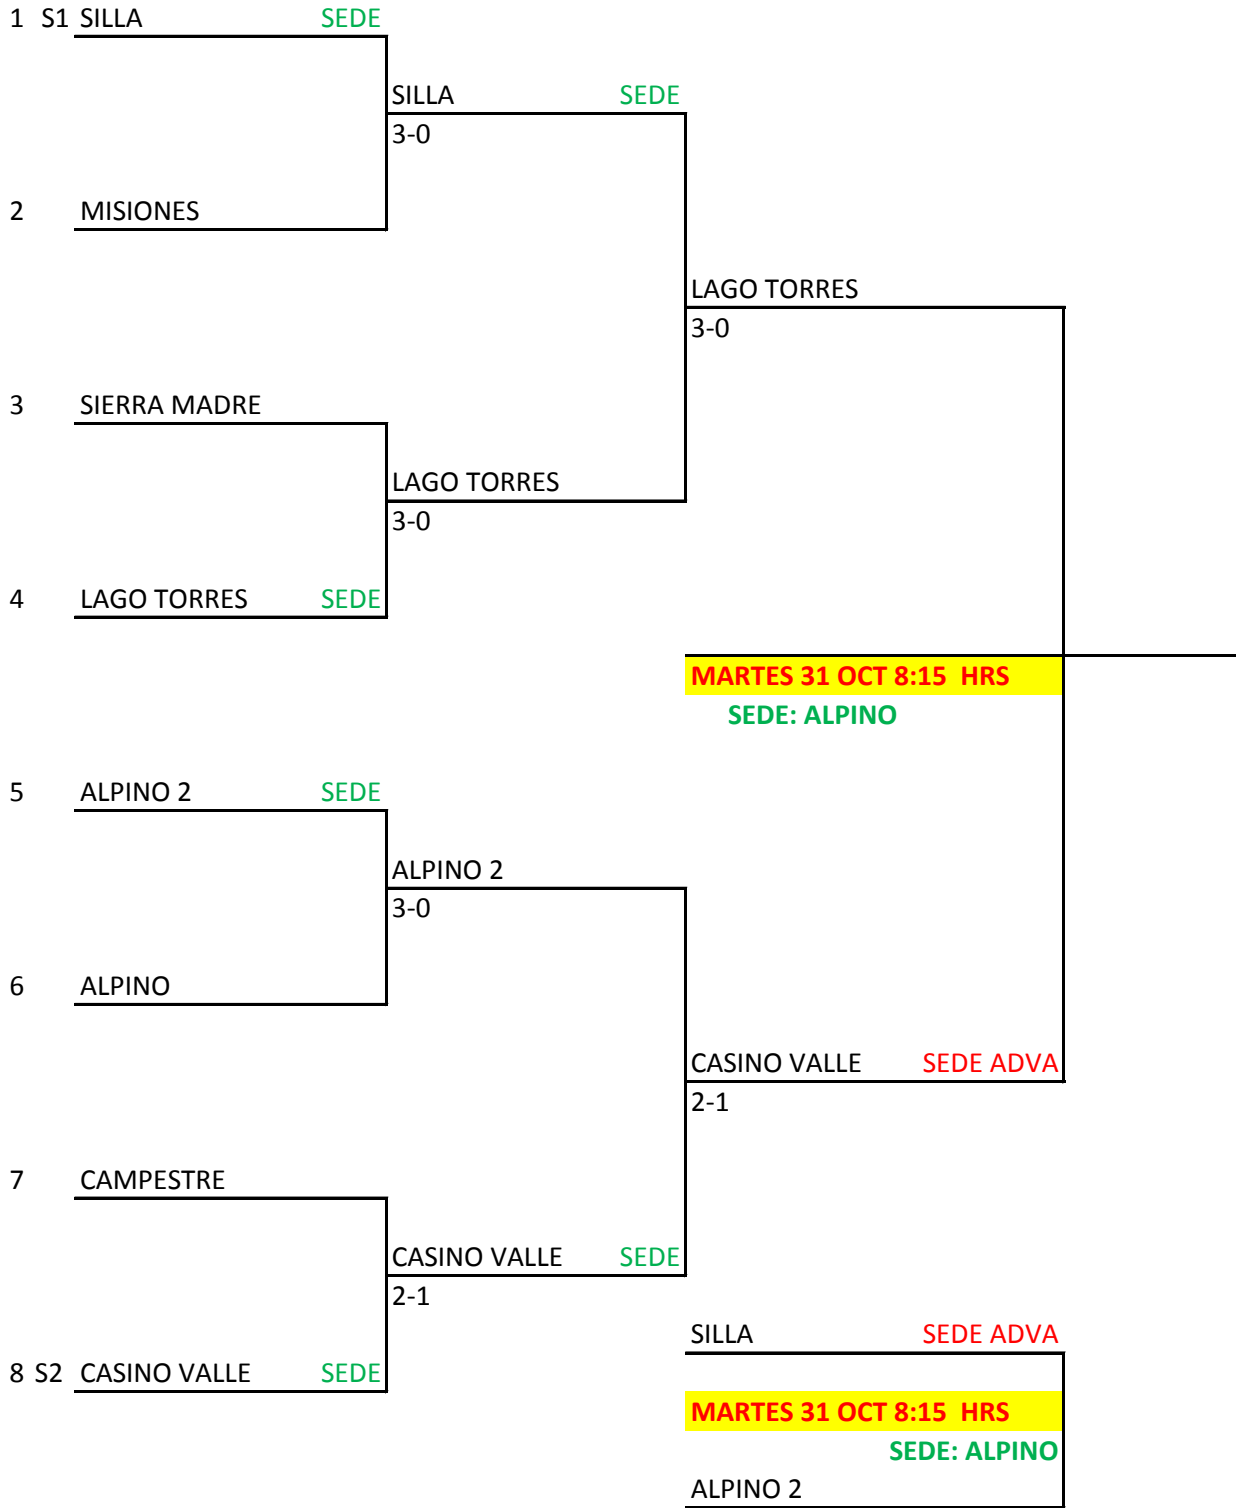 1 S1 SILLA SEDE
SILLA SEDE
3-0
2 MISIONES
LAGO TORRES
3-0
3 SIERRA MADRE
LAGO TORRES
3-0
4 LAGO TORRES SEDE
MARTES 31 OCT 8:15 HRS
SEDE: ALPINO
5 ALPINO 2 SEDE
ALPINO 2
3-0
6 ALPINO
CASINO VALLE SEDE ADVA
2-1
7 CAMPESTRE
CASINO VALLE SEDE
2-1
SILLA SEDE ADVA
8 S2 CASINO VALLE SEDE
MARTES 31 OCT 8:15 HRS
SEDE: ALPINO
ALPINO 2